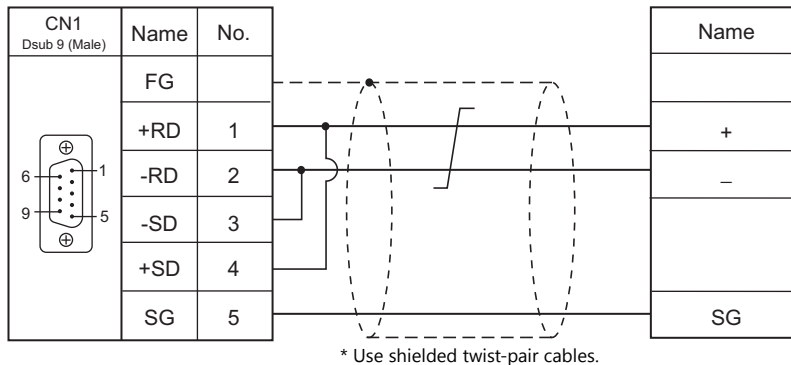 CN1
Dsub 9 (Male)
Name
No.
Name
FG
+RD
1
+
-RD
2
−
-SD
3
+SD
4
SG
5
SG
6
1
9
5
* Use shielded twist-pair cables.